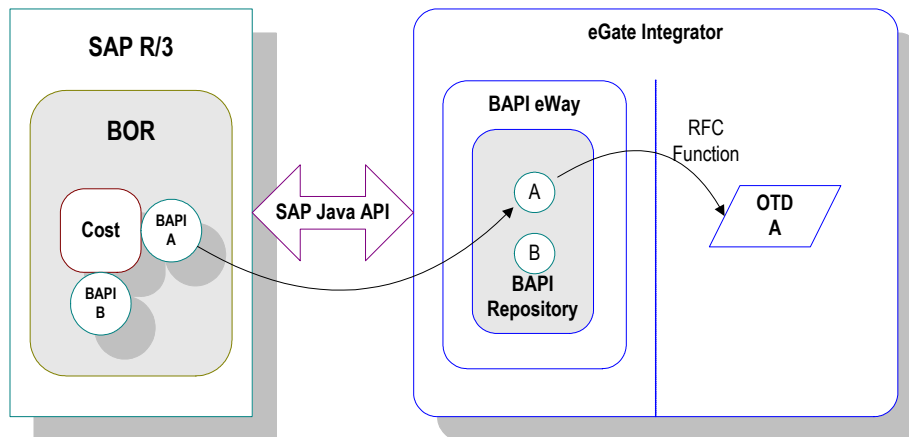 SAP R/3
BOR
Cost
BAPI
A
BAPI
B
SAP Java API
eGate Integrator
BAPI eWay
A
B
BAPI
Repository
RFC
Function
OTD
A